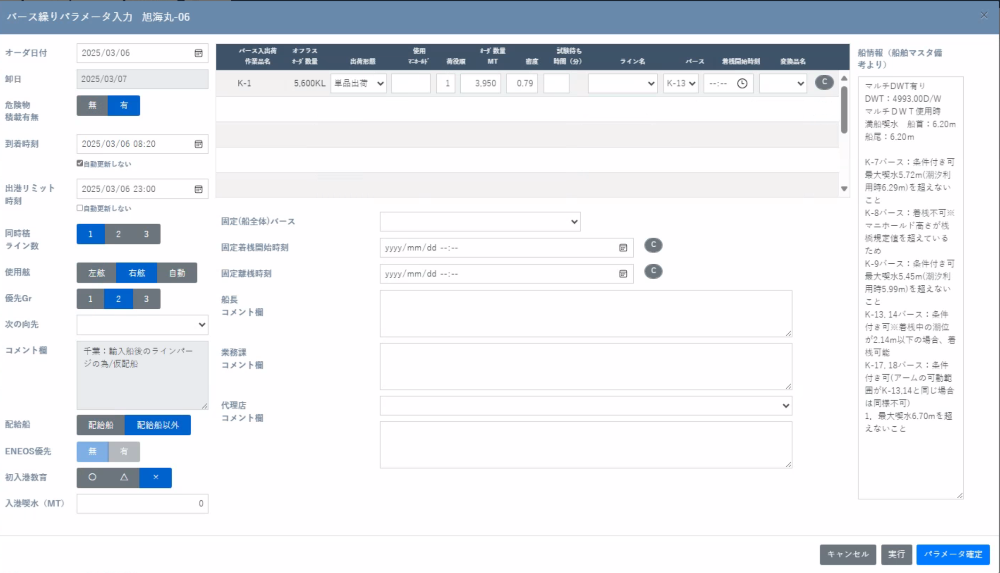 バース繰りパラメータ入力　旭海丸-06
オーダ日付
2025/03/06
卸日
2025/03/07
危険物
積載有無
無
有
到着時刻
2025/03/06 08:20
自動更新しない
出港リミット
時刻
2025/03/06 23:00
自動更新しない
同時積
ライン数
1
2
3
使用舷
左舷
右舷
自動
優先Gr
1
2
3
次の向先
コメント欄
千葉：輸入船後のラインパー
ジの為/仮配船
配給船
配給船
配給船以外
ENEOS優先
無
有
初入港教育
○
△
×
入港喫水（MT）
0
バース入出荷
作業品名
オフラス
ｵｰﾀﾞ数量
出荷形態
使用
ﾏﾆﾎｰﾙﾄﾞ
荷役順
ｵｰﾀﾞ数量
MT
密度
試験待ち
時間（分）
ライン名
バース
着桟開始時刻
変換品名
K-1
5,600KL
単品出荷
1
3,950
0.79
K-13
--:--
C
固定(船全体)バース
固定着桟開始時刻
yyyy/mm/dd --:--
C
固定離桟時刻
yyyy/mm/dd --:--
C
船長
コメント欄
業務課
コメント欄
代理店
コメント欄
船情報（船舶マスタ備
考より）
マルチDWT有り
DWT：4993.00D/W
マルチＤＷＴ使用時
満船喫水　船首：6.20m
船尾：6.20m
K-7バース：条件付き可
最大喫水5.72m(潮汐利
用時6.29m)を超えない
こと
K-8バース：着桟不可※
マニホールド高さが桟
橋規定値を超えている
ため
K-9バース：条件付き可
最大喫水5.45m(潮汐利
用時5.99m)を超えない
こと
K-13, 14バース：条件
付き可※着桟中の潮位
が2.14m以下の場合、着
桟可能
K-17, 18バース：条件
付き可(アームの可動範
囲がK-13,14と同じ場合
は同様不可)
1．最大喫水6.70mを超
えないこと
キャンセル
実行
パラメータ確定